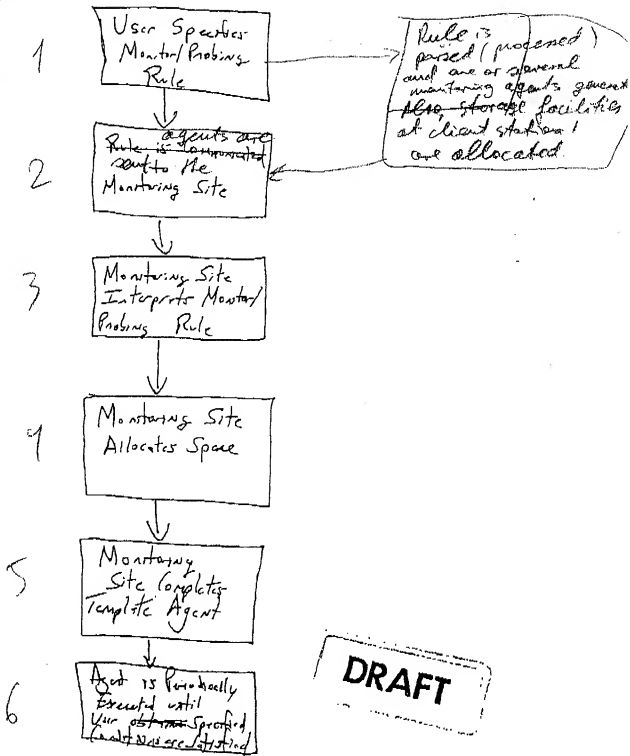 1
User Specifies
Monitor/Probing
Rule
Rule is
parsed (processed)
and one or several
monitoring agents generat
Also, storage facilities
at client station
are allocated.
2
agents are
Rule is communicated
sent to the
Monitoring Site
3
Monitoring Site
Interprets Monitor/
Probing Rule
4
Monitoring Site
Allocates Space
5
Monitoring
Site Completes
Template Agent
6
Agent is Periodically
Executed until
User Specified
Conditions are Satisfied
DRAFT